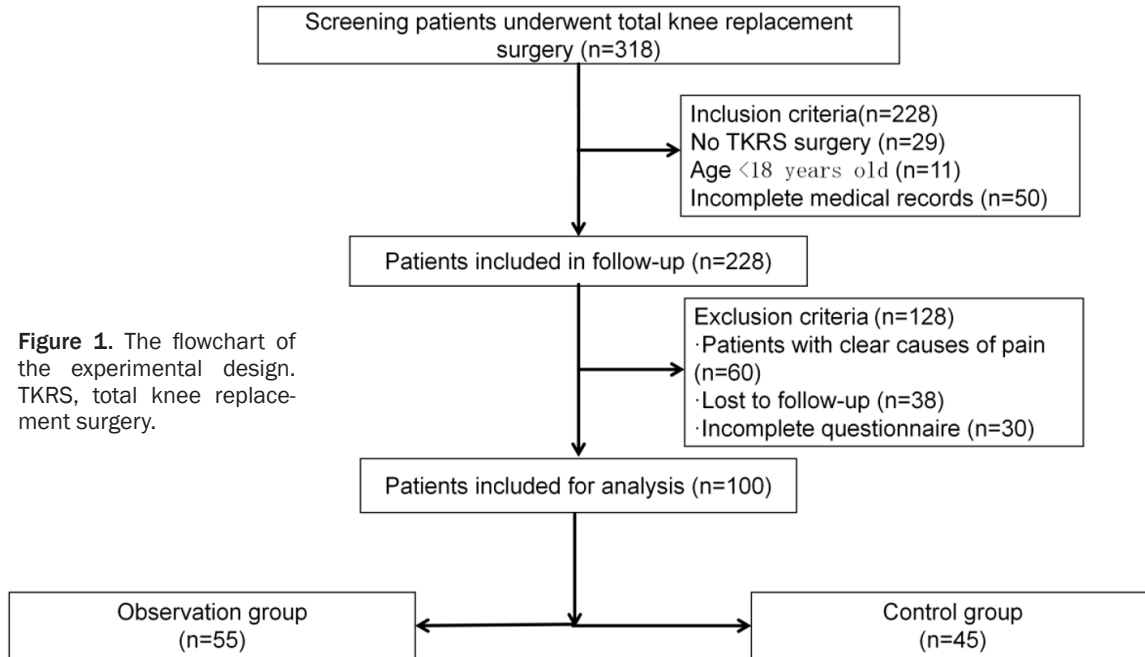 Screening patients underwent total knee replacement
surgery (n=318)
Inclusion criteria(n=228)
No TKRS surgery (n=29)
Age <18 years old (n=11)
Incomplete medical records (n=50)
Patients included in follow-up (n=228)
Exclusion criteria (n=128)
·Patients with clear causes of pain
(n=60)
·Lost to follow-up (n=38)
·Incomplete questionnaire (n=30)
Figure 1. The flowchart of
the experimental design.
TKRS, total knee replace-
ment surgery.
Patients included for analysis (n=100)
Observation group
(n=55)
Control group
(n=45)